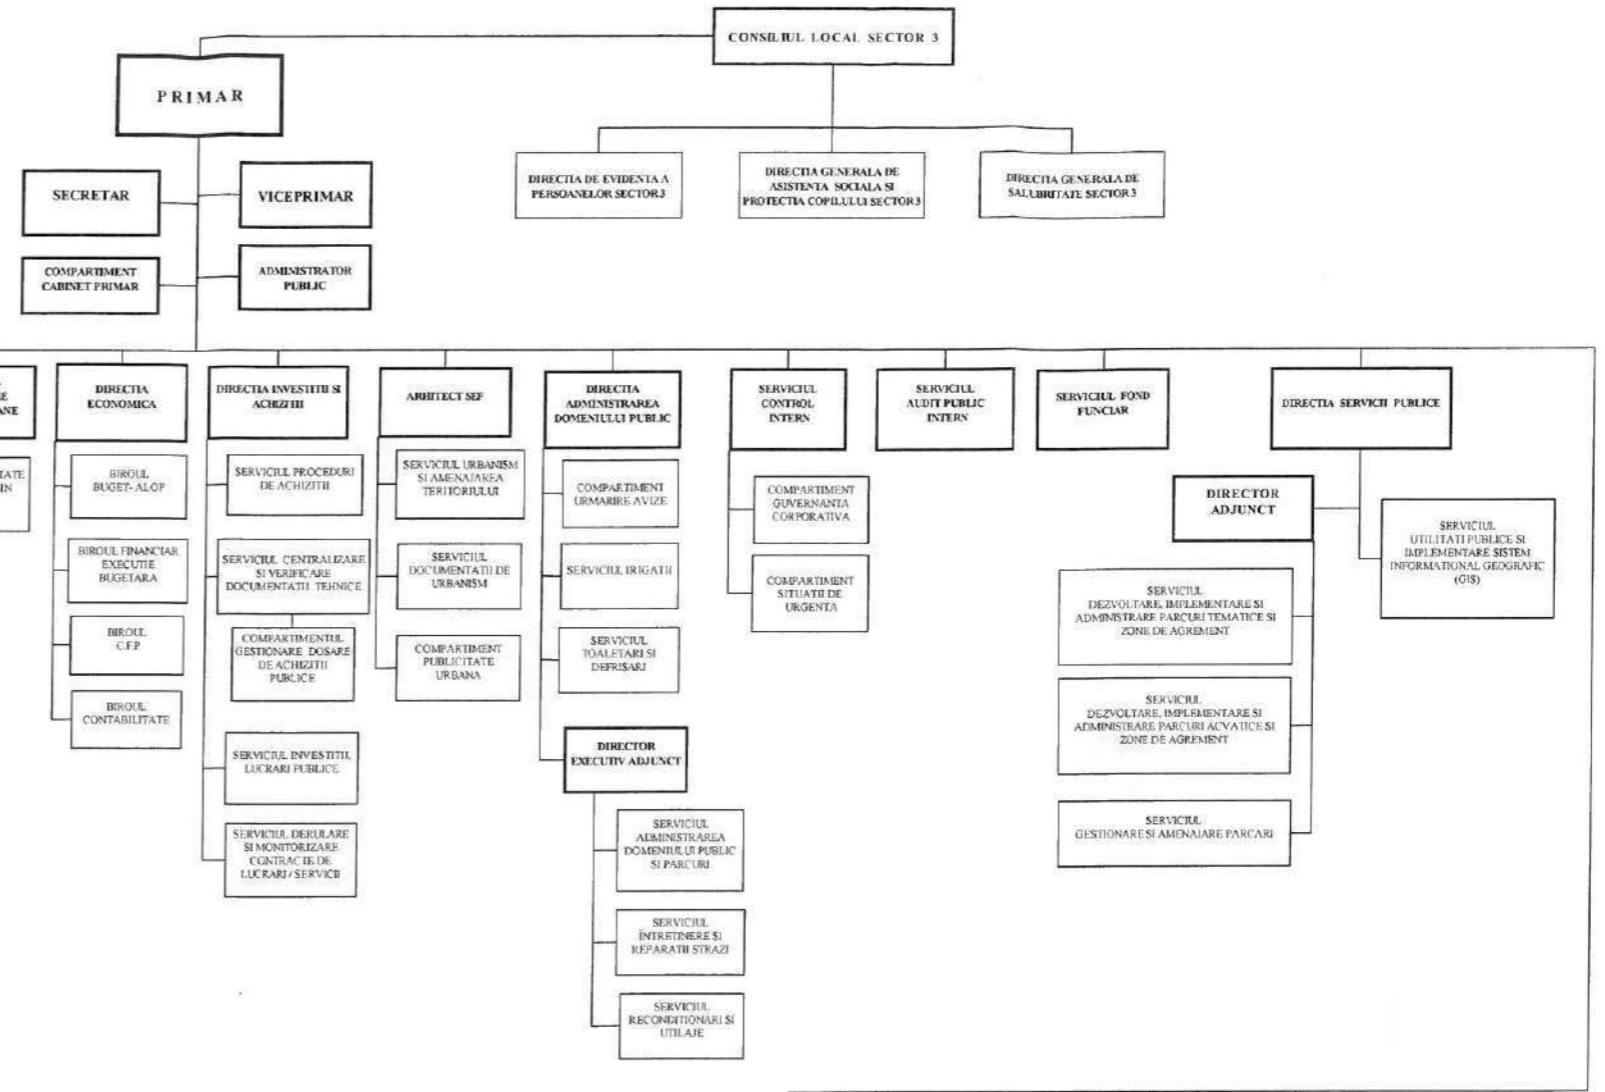 CONSILIUL LOCAL SECTOR 3
PRIMAR
DIRECTIA DE EVIDENTA A
PERSOANELOR SECTOR3
DIRECTIA GENERALA DE
ASISTENTA SOCIALA SI
PROTECTIA COPILULUI SECTOR3
DIRECTIA GENERALA DE
SALUBRITATE SECTOR3
SECRETAR
VICEPRIMAR
COMPARTIMENT
CABINET PRIMAR
ADMINISTRATOR
PUBLIC
DIRECTIA
ECONOMICA
BIROUL
BUGET- ALOP
BIROUL FINANCIAR
EXECUTIE
BUGETARA
BIROUL
C.F.P
BIROUL
CONTABILITATE
DIRECTIA INVESTITII SI
ACHIZITII
SERVICIUL PROCEDURI
DE ACHIZITII
SERVICIUL CENTRALIZARE
SI VERIFICARE
DOCUMENTATII TEHNICE
COMPARTIMENTUL
GESTIONARE DOSARE
DE ACHIZITII
PUBLICE
SERVICIUL INVESTITII,
LUCRARI PUBLICE
SERVICIUL DERULARE
SI MONITORIZARE
CONTRACTE DE
LUCRARI / SERVICII
ARHITECT SEF
SERVICIUL URBANISM
SI AMENAJAREA
TERITORIULUI
SERVICIUL
DOCUMENTATII DE
URBANISM
COMPARTIMENT
PUBLICITATE
URBANA
DIRECTIA
ADMINISTRAREA
DOMENIULUI PUBLIC
COMPARTIMENT
URMARIRE AVIZE
SERVICIUL IRIGATII
SERVICIUL
TOALETARI SI
DEFRISARI
DIRECTOR
EXECUTIV ADJUNCT
SERVICIUL
ADMINISTRAREA
DOMENIULUI PUBLIC
SI PARCURI
SERVICIUL
ÎNTRETINERE SI
REPARATII STRAZI
SERVICIUL
RECONDITIONARI SI
UTILAJE
SERVICIUL
CONTROL
INTERN
COMPARTIMENT
GUVERNANTA
CORPORATIVA
COMPARTIMENT
SITUATII DE
URGENTA
SERVICIUL
AUDIT PUBLIC
INTERN
SERVICIUL FOND
FUNCIAR
DIRECTIA SERVICII PUBLICE
DIRECTOR
ADJUNCT
SERVICIUL
UTILITATI PUBLICE SI
IMPLEMENTARE SISTEM
INFORMATIONAL GEOGRAFIC
(GIS)
SERVICIUL
DEZVOLTARE, IMPLEMENTARE SI
ADMINISTRARE PARCURI TEMATICE SI
ZONE DE AGREMENT
SERVICIUL
DEZVOLTARE, IMPLEMENTARE SI
ADMINISTRARE PARCURI ACVATICE SI
ZONE DE AGREMENT
SERVICIUL
GESTIONARE SI AMENAJARE PARCARI